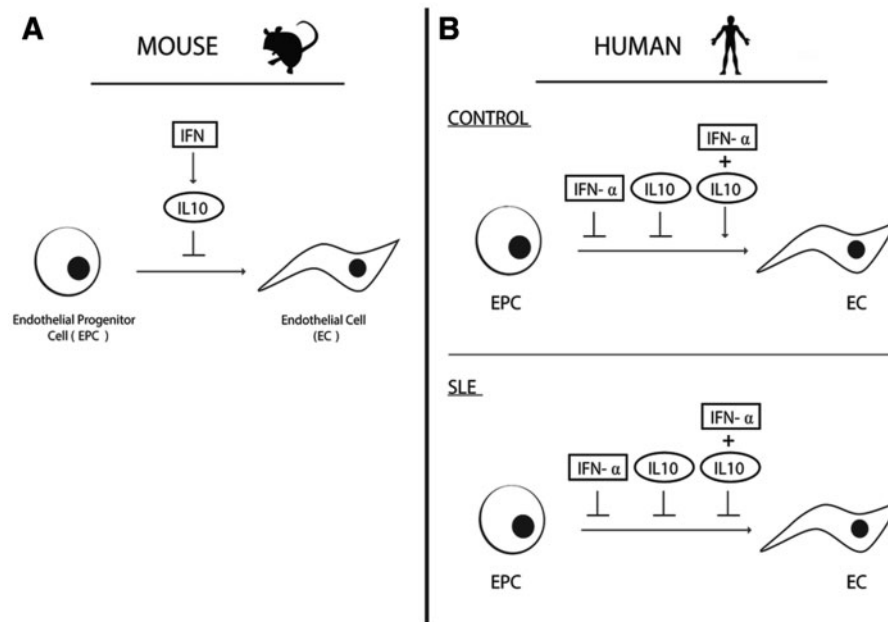 A
MOUSE
IFN
IL10
Endothelial Progenitor
Cell ( EPC )
Endothelial Cell
(EC )
B
HUMAN
CONTROL
IFN- α
+
IFN- α IL10 IL10
EPC
EC
SLE
IFN- α
+
IFN- α IL10 IL10
EPC
EC